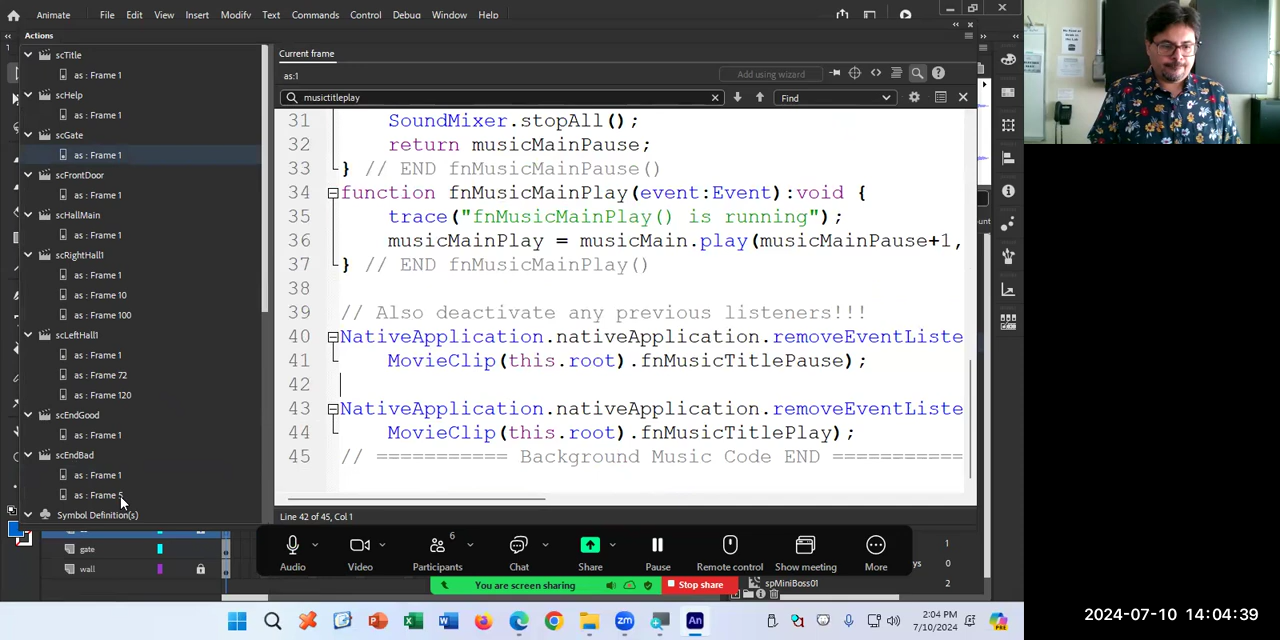 Animate File Edit View Insert Modify Text Commands Control Debug Window Help
Actions
scTitle
as : Frame 1
scHelp
as : Frame 1
scGate
as : Frame 1
scFrontDoor
as : Frame 1
scHallMain
as : Frame 1
scRightHall1
as : Frame 1
as : Frame 10
as : Frame 100
scLeftHall1
as : Frame 1
as : Frame 72
as : Frame 120
scEndGood
as : Frame 1
scEndBad
as : Frame 1
as : Frame 5
Symbol Definition(s)
gate
wall
Current frame
as:1
Add using wizard
musictitleplay
Find
31 SoundMixer.stopAll();
32 return musicMainPause;
33 } // END fnMusicMainPause()
34 function fnMusicMainPlay(event:Event):void {
35 trace("fnMusicMainPlay() is running");
36 musicMainPlay = musicMain.play(musicMainPause+1,
37 } // END fnMusicMainPlay()
38
39 // Also deactivate any previous listeners!!!
40 NativeApplication.nativeApplication.removeEventListe
41 MovieClip(this.root).fnMusicTitlePause);
42
43 NativeApplication.nativeApplication.removeEventListe
44 MovieClip(this.root).fnMusicTitlePlay);
45 // =========== Background Music Code END ===========
Line 42 of 45, Col 1
6
Audio Video Participants Chat Share Pause Remote control Show meeting More
You are screen sharing Stop share
1
spMiniBoss01 2
2:04 PM
7/10/2024
2024-07-10 14:04:39